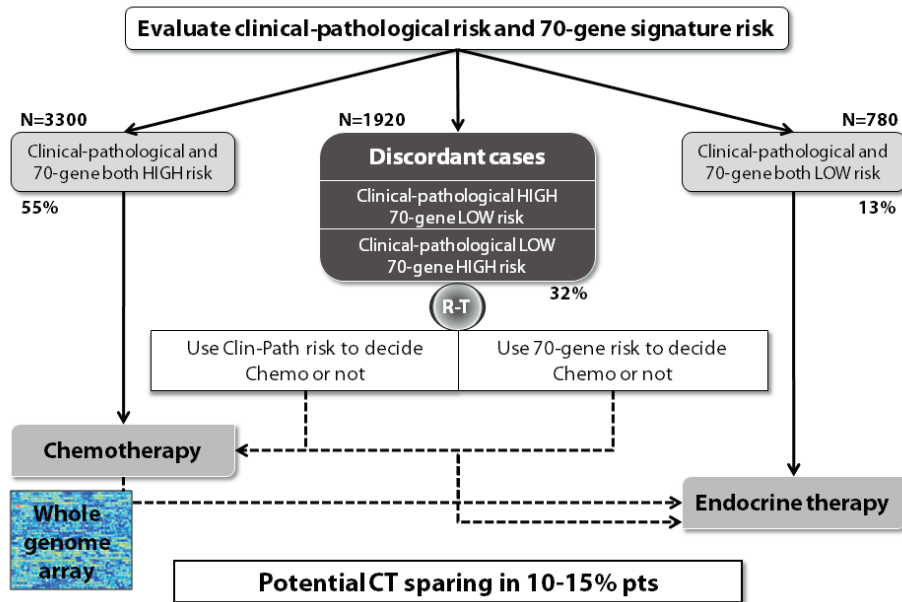 Evaluate clinical-pathological risk and 70-gene signature risk
N=3300
N=1920
N=780
Clinical-pathological and
70-gene both HIGH risk
55%
Discordant cases
Clinical-pathological HIGH
70-gene LOW risk
Clinical-pathological LOW
70-gene HIGH risk
32%
Clinical-pathological and
70-gene both LOW risk
13%
R-T
Use Clin-Path risk to decide
Chemo or not
Use 70-gene risk to decide
Chemo or not
Chemotherapy
Whole
genome
array
Endocrine therapy
Potential CT sparing in 10-15% pts